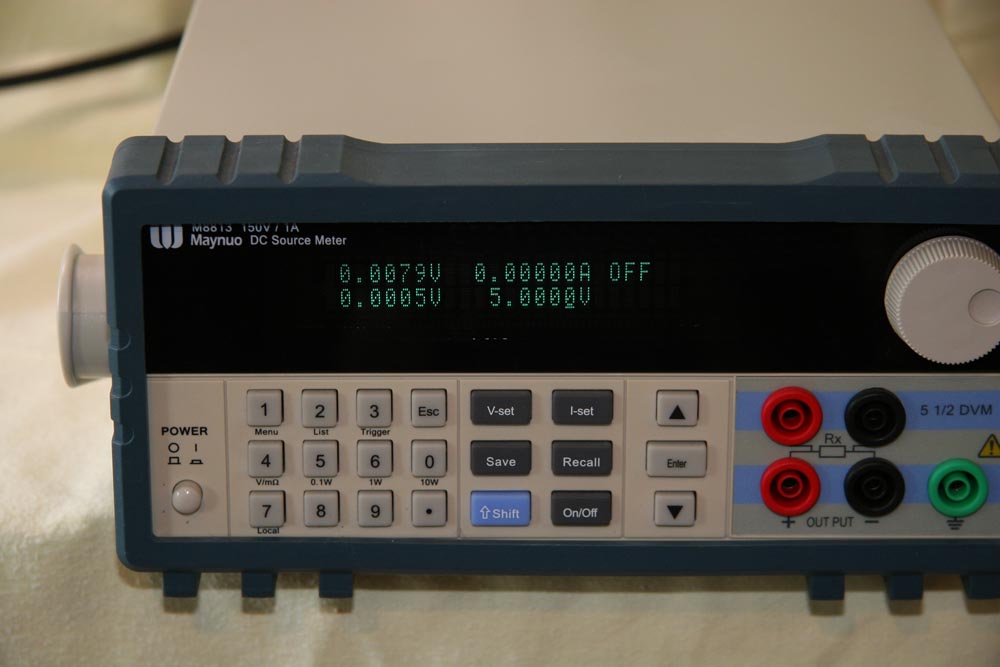 M8813 150V / 1A
Maynuo DC Source Meter
0.0079V 0.00000A OFF
0.0005V 5.0000V
POWER
O I
1 2 3 Esc
Menu List Trigger
4 5 6 0
V/mΩ 0.1W 1W 10W
7 8 9 •
Local
V-set I-set
Save Recall
⇧Shift On/Off
▲
Enter
▼
5 1/2 DVM
Rx
+ OUT PUT −